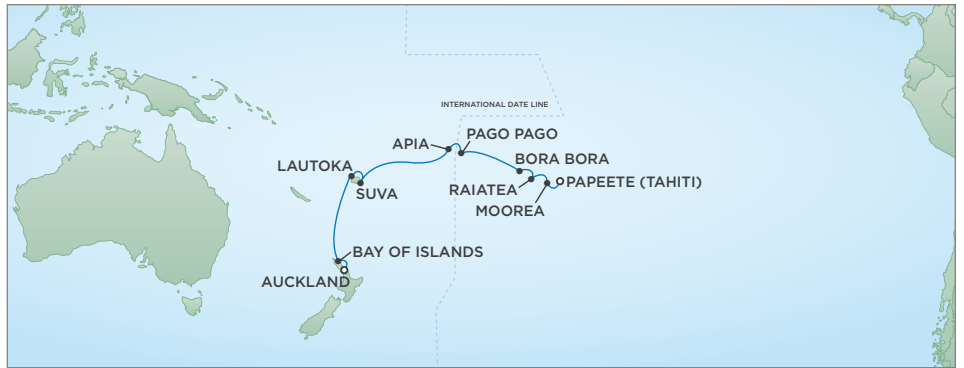 INTERNATIONAL DATE LINE
APIA
PAGO PAGO
LAUTOKA
SUVA
BORA BORA
RAIATEA
PAPEETE (TAHITI)
MOOREA
BAY OF ISLANDS
AUCKLAND